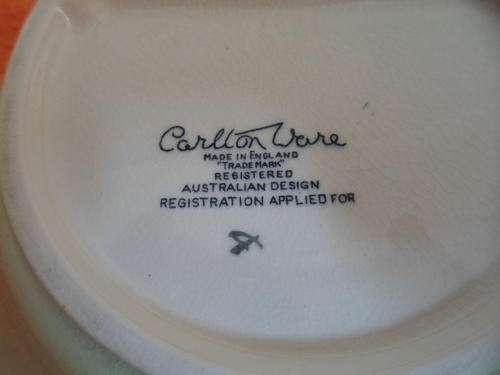 Carlton Ware
MADE IN ENGLAND
"TRADE MARK"
REGISTERED
AUSTRALIAN DESIGN
REGISTRATION APPLIED FOR